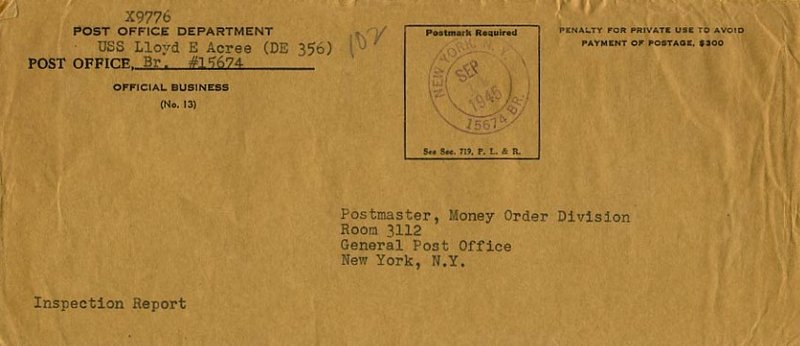 X9776
POST OFFICE DEPARTMENT
USS Lloyd E Acree (DE 356)
POST OFFICE, Br. #15674
OFFICIAL BUSINESS
(No. 13)
102
Postmark Required
NEW YORK, N.Y.
SEP
1945
15674 BR.
See Sec. 719, P. L. & R.
PENALTY FOR PRIVATE USE TO AVOID
PAYMENT OF POSTAGE, $300
Postmaster, Money Order Division
Room 3112
General Post Office
New York, N.Y.
Inspection Report